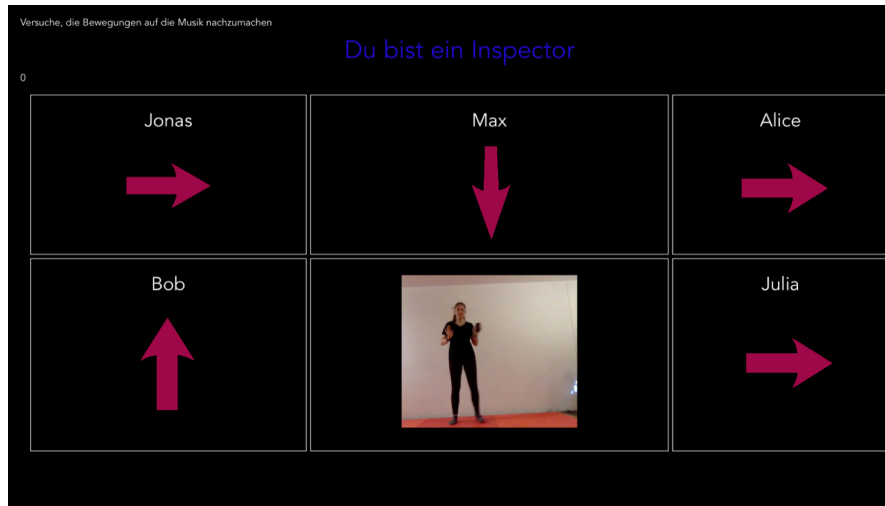 Versuche, die Bewegungen auf die Musik nachzumachen
Du bist ein Inspector
0
Jonas
Max
Alice
Bob
Julia